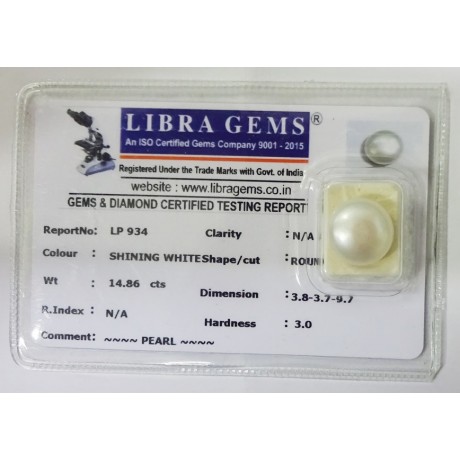 LIBRA GEMS ®
An ISO Certified Gems Company 9001 - 2015
Registered Under the Trade Marks with Govt. of India
website : www.libragems.co.in
GEMS & DIAMOND CERTIFIED TESTING REPORT
ReportNo: LP 934 Clarity : N/A
Colour : SHINING WHITE Shape/cut : ROUN
Wt : 14.86 cts Dimension : 3.8-3.7-9.7
R.Index : N/A Hardness : 3.0
Comment: ~~~~ PEARL ~~~~